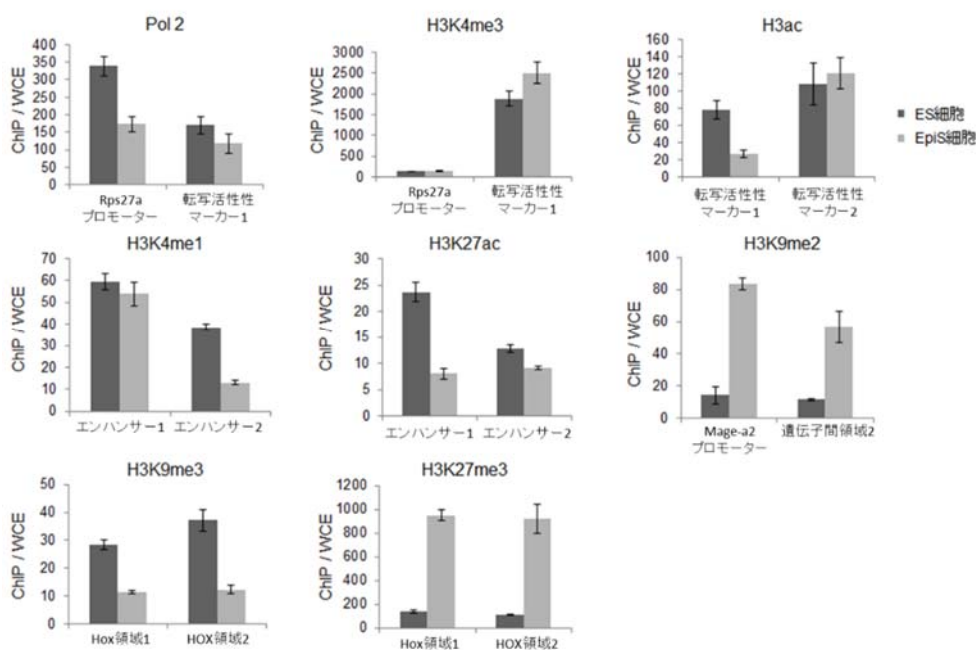 Pol 2
ChIP / WCE
400
350
300
250
200
150
100
50
0
Rps27a
プロモーター
転写活性性
マーカー1
H3K4me3
ChIP / WCE
3000
2500
2000
1500
1000
500
0
Rps27a
プロモーター
転写活性性
マーカー1
H3ac
ChIP / WCE
160
140
120
100
80
60
40
20
0
転写活性性
マーカー1
転写活性性
マーカー2
ES細胞
EpiS細胞
H3K4me1
ChIP / WCE
70
60
50
40
30
20
10
0
エンハンサー1
エンハンサー2
H3K27ac
ChIP / WCE
30
25
20
15
10
5
0
エンハンサー1
エンハンサー2
H3K9me2
ChIP / WCE
100
80
60
40
20
0
Mage-a2
プロモーター
遺伝子間領域2
H3K9me3
ChIP / WCE
50
40
30
20
10
0
Hox領域1
HOX領域2
H3K27me3
ChIP / WCE
1200
1000
800
600
400
200
0
Hox領域1
HOX領域2